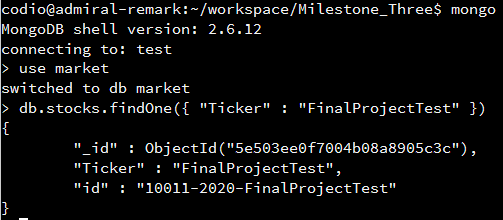 codio@admiral-remark:~/workspace/Milestone_Three$ mongo
MongoDB shell version: 2.6.12
connecting to: test
> use market
switched to db market
> db.stocks.findOne({ "Ticker" : "FinalProjectTest" })
{
        "_id" : ObjectId("5e503ee0f7004b08a8905c3c"),
        "Ticker" : "FinalProjectTest",
        "id" : "10011-2020-FinalProjectTest"
}